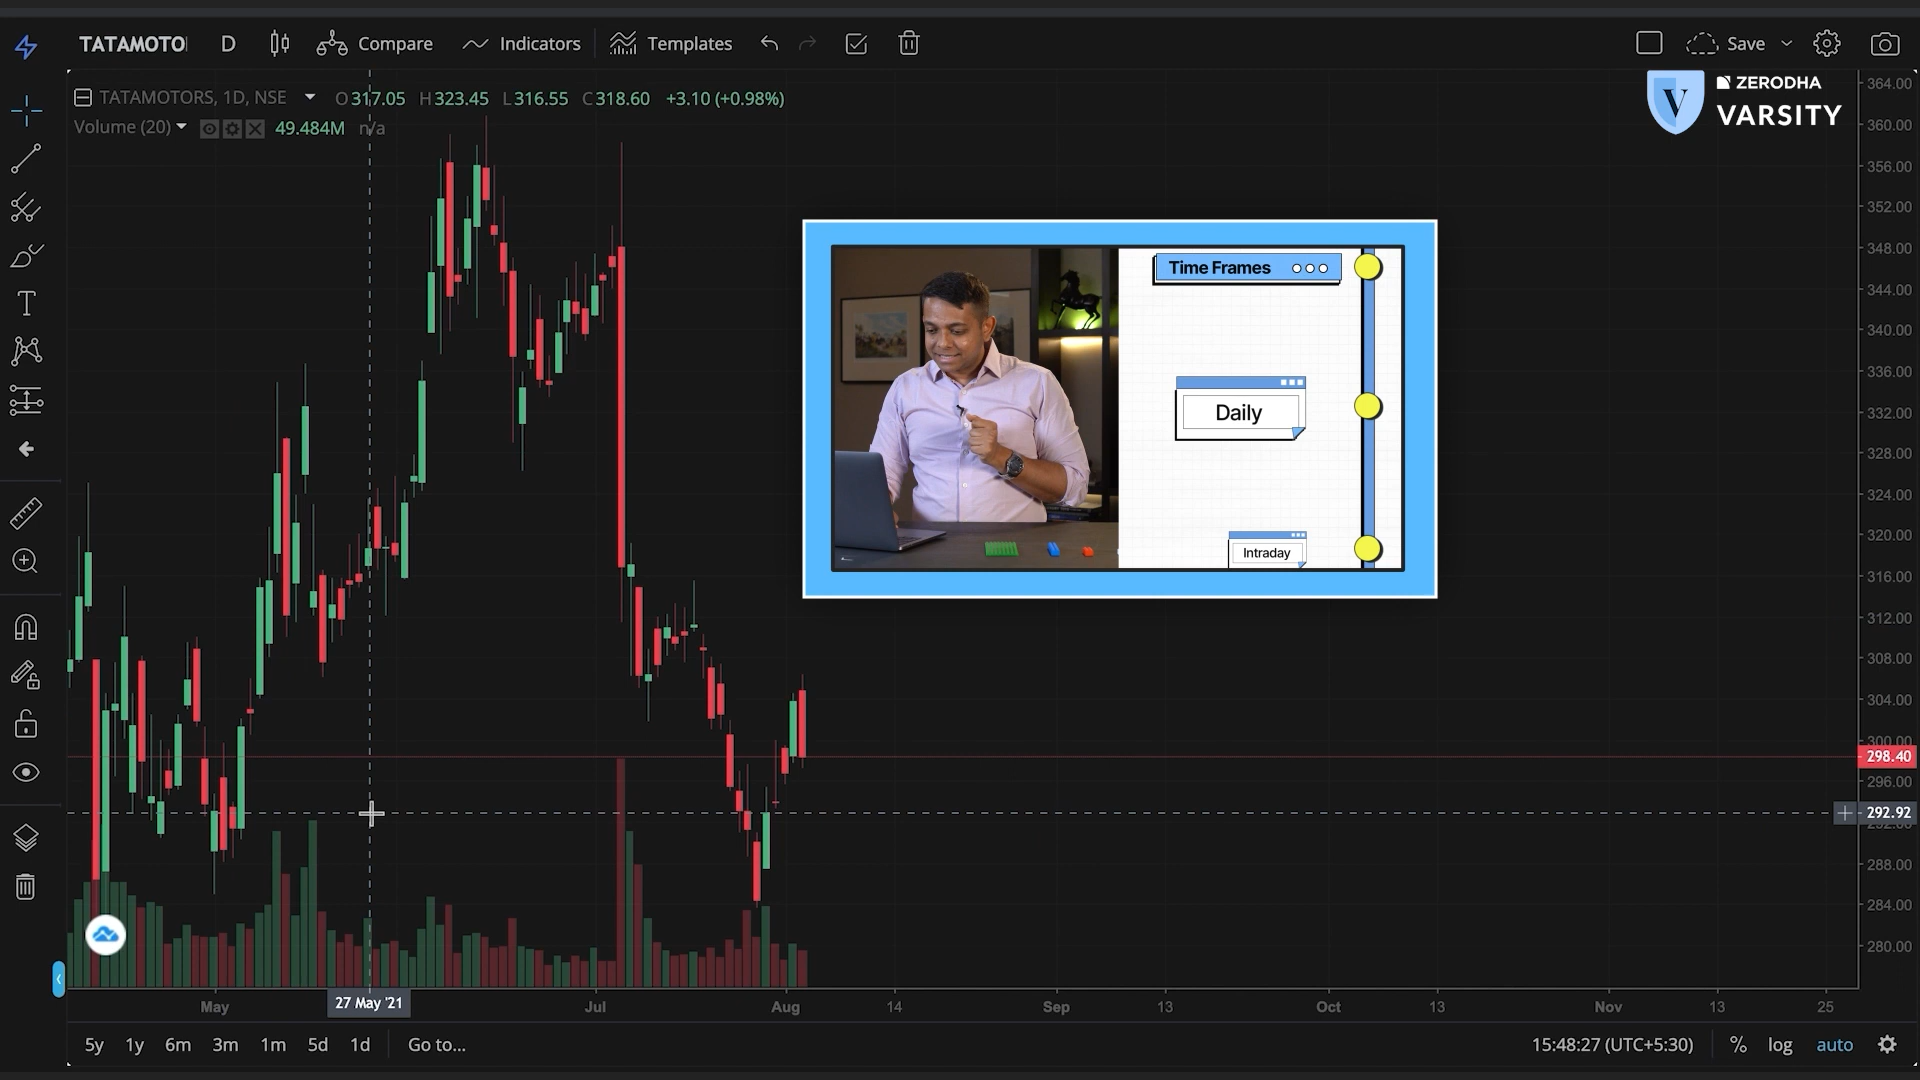 TATAMOTO D Compare Indicators Templates Save
TATAMOTORS, 1D, NSE O317.05 H323.45 L316.55 C318.60 +3.10 (+0.98%)
Volume (20) 49.484M n/a
ZERODHA
VARSITY
V
Time Frames
Daily
Intraday
364.00
360.00
356.00
352.00
348.00
344.00
340.00
336.00
332.00
328.00
324.00
320.00
316.00
312.00
308.00
304.00
300.00
298.40
296.00
292.92
288.00
284.00
280.00
May 27 May '21 Jul Aug 14 Sep 13 Oct 13 Nov 13 25
5y 1y 6m 3m 1m 5d 1d Go to... 15:48:27 (UTC+5:30) % log auto